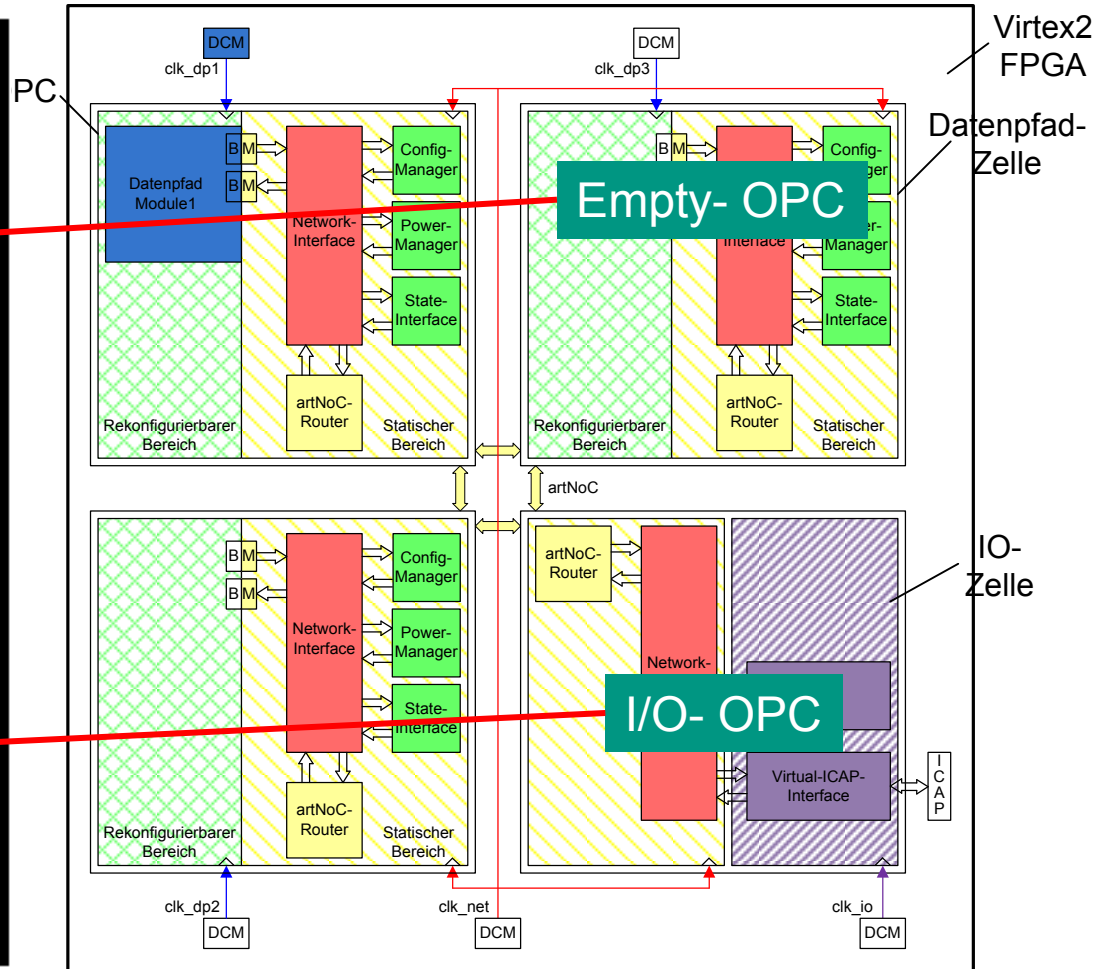 DCM
clk_dp1
DCM
clk_dp3
Virtex2
FPGA
PC
Datenpfad-
Zelle
Datenpfad
Module1
B M
B M
Network-
Interface
Config-
Manager
Power-
Manager
State-
Interface
artNoC-
Router
Rekonfigurierbarer
Bereich
Statischer
Bereich
B M
Empty- OPC
Interface
Config-
State-
Interface
artNoC-
Router
Rekonfigurierbarer
Bereich
Statischer
Bereich
artNoC
B M
B M
Network-
Interface
Config-
Manager
Power-
Manager
State-
Interface
artNoC-
Router
Rekonfigurierbarer
Bereich
Statischer
Bereich
artNoC-
Router
Network-
I/O- OPC
Virtual-ICAP-
Interface
ICAP
IO-
Zelle
clk_dp2
DCM
clk_net
DCM
clk_io
DCM